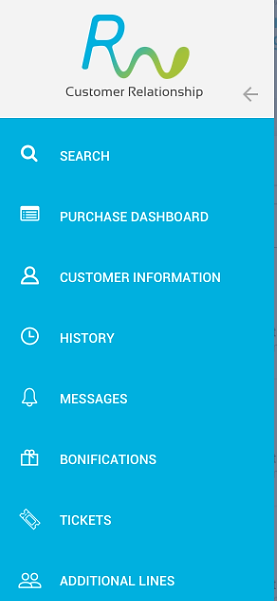 Rw
Customer Relationship
SEARCH
PURCHASE DASHBOARD
CUSTOMER INFORMATION
HISTORY
MESSAGES
BONIFICATIONS
TICKETS
ADDITIONAL LINES